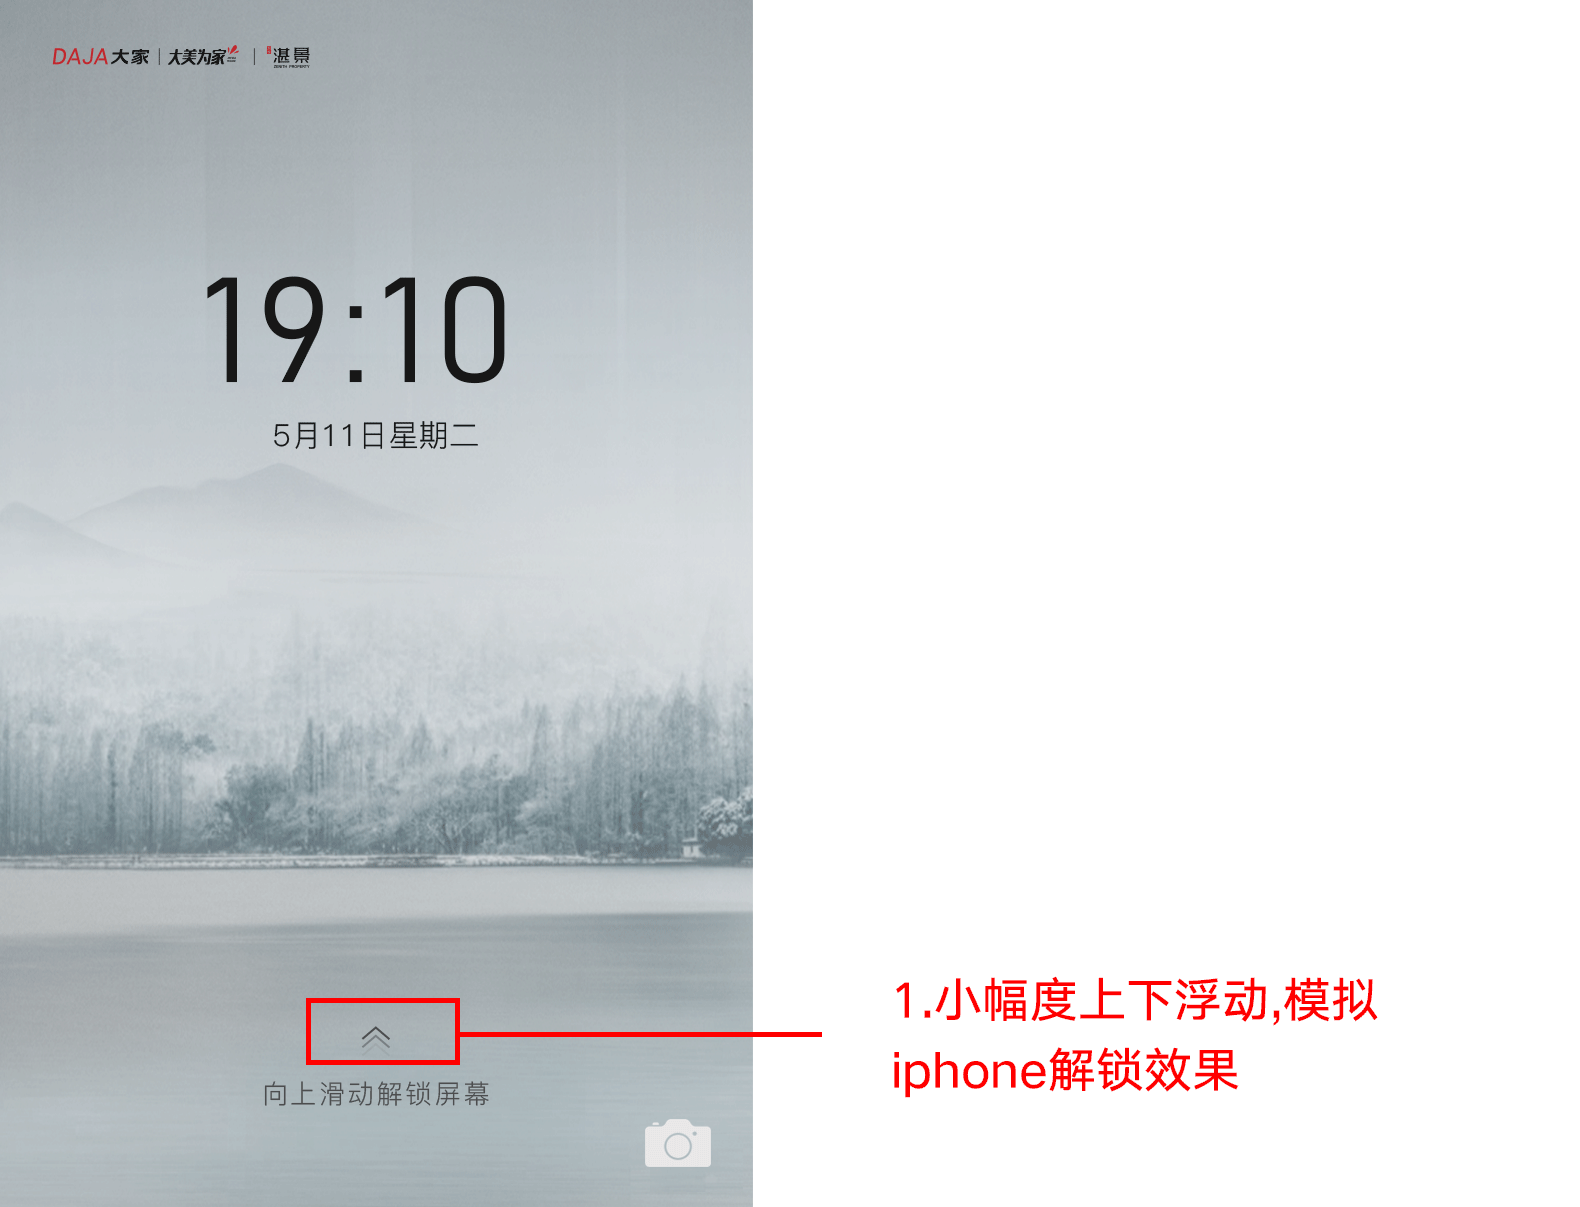 DAJA大家 | 大美为家 | 湛景
ZENITH PROPERTY
19:10
5月11日星期二
1.小幅度上下浮动,模拟
iphone解锁效果
向上滑动解锁屏幕